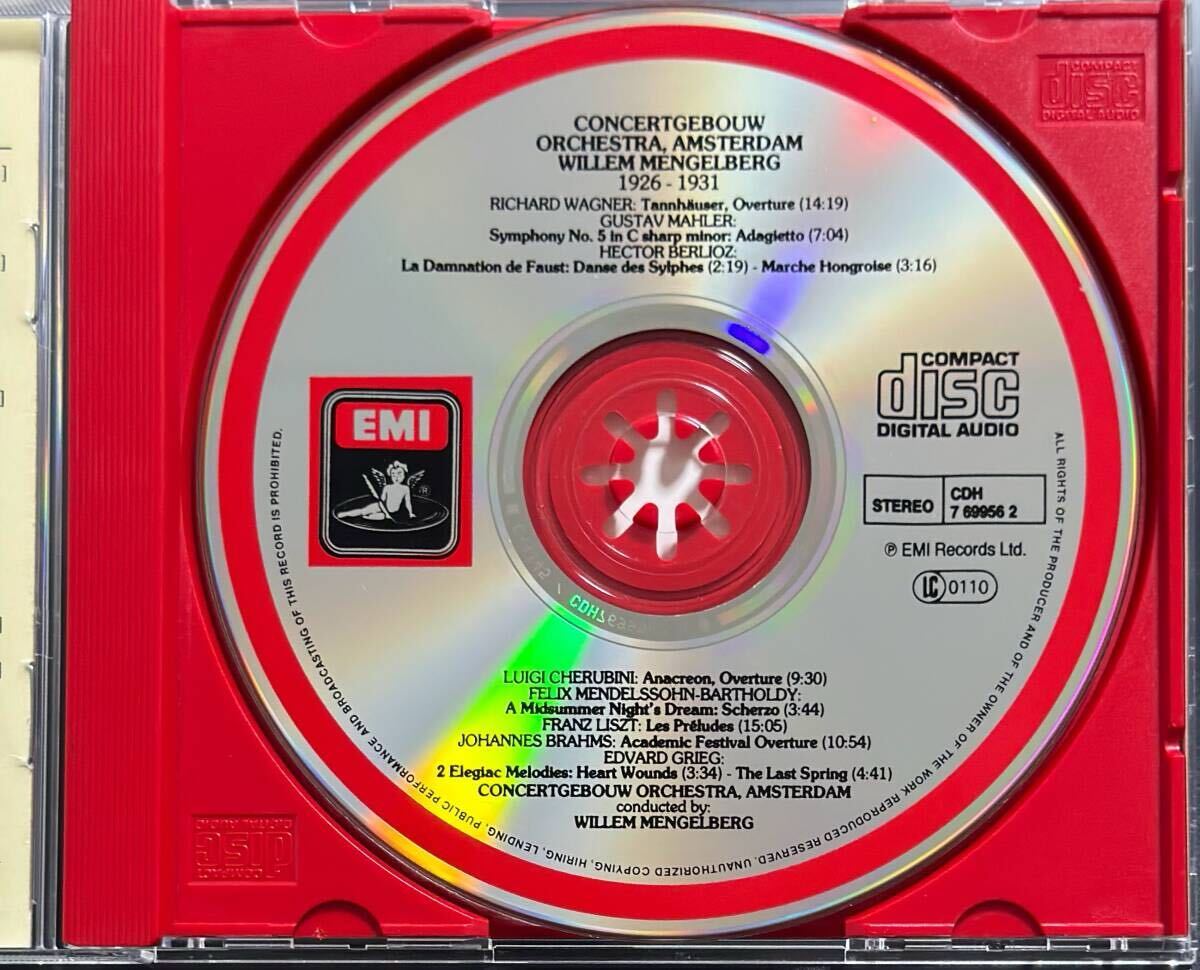 COMPACT
disc
DIGITAL AUDIO
CONCERTGEBOUW
ORCHESTRA, AMSTERDAM
WILLEM MENGELBERG
1926 - 1931
RICHARD WAGNER: Tannhäuser, Overture (14:19)
GUSTAV MAHLER:
Symphony No. 5 in C sharp minor: Adagietto (7:04)
HECTOR BERLIOZ:
La Damnation de Faust: Danse des Sylphes (2:19) - Marche Hongroise (3:16)
EMI
®
COMPACT
disc
DIGITAL AUDIO
STEREO
CDH
7 69956 2
℗ EMI Records Ltd.
LC 0110
LUIGI CHERUBINI: Anacreon, Overture (9:30)
FELIX MENDELSSOHN-BARTHOLDY:
A Midsummer Night's Dream: Scherzo (3:44)
FRANZ LISZT: Les Préludes (15:05)
JOHANNES BRAHMS: Academic Festival Overture (10:54)
EDVARD GRIEG:
2 Elegiac Melodies: Heart Wounds (3:34) - The Last Spring (4:41)
CONCERTGEBOUW ORCHESTRA, AMSTERDAM
conducted by:
WILLEM MENGELBERG
ALL RIGHTS OF THE PRODUCER AND OF THE OWNER OF THE WORK REPRODUCED RESERVED. UNAUTHORIZED COPYING, HIRING, LENDING, PUBLIC PERFORMANCE AND BROADCASTING OF THIS RECORD IS PROHIBITED.
COMPACT
disc
DIGITAL AUDIO